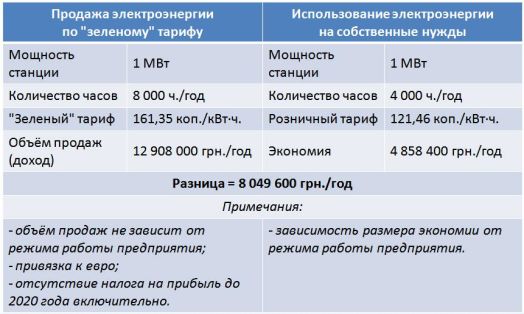 Продажа электроэнергии
по "зеленому" тарифу
Использование электроэнергии
на собственные нужды
Мощность
станции
1 МВт
Мощность
станции
1 МВт
Количество часов
8 000 ч./год
Количество часов
4 000 ч./год
"Зеленый" тариф
161,35 коп./кВт·ч.
Розничный тариф
121,46 коп./кВт·ч.
Объём продаж
(доход)
12 908 000 грн./год
Экономия
4 858 400 грн./год
Разница = 8 049 600 грн./год
Примечания:
- объём продаж не зависит от
режима работы предприятия;
- привязка к евро;
- отсутствие налога на прибыль до
2020 года включительно.
- зависимость размера экономии от
режима работы предприятия.